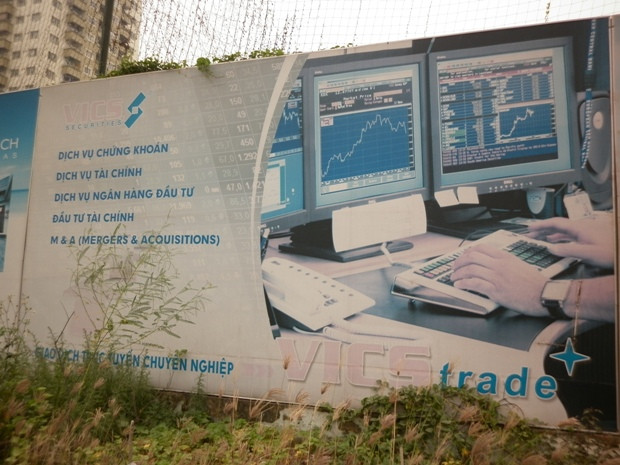 SECURITIES
DỊCH VỤ CHỨNG KHOÁN
DỊCH VỤ TÀI CHÍNH
DỊCH VỤ NGÂN HÀNG ĐẦU TƯ
ĐẦU TƯ TÀI CHÍNH
M & A (MERGERS & ACQUISITIONS)
GIAO DỊCH TRỰC TUYẾN CHUYÊN NGHIỆP
VICS
trade